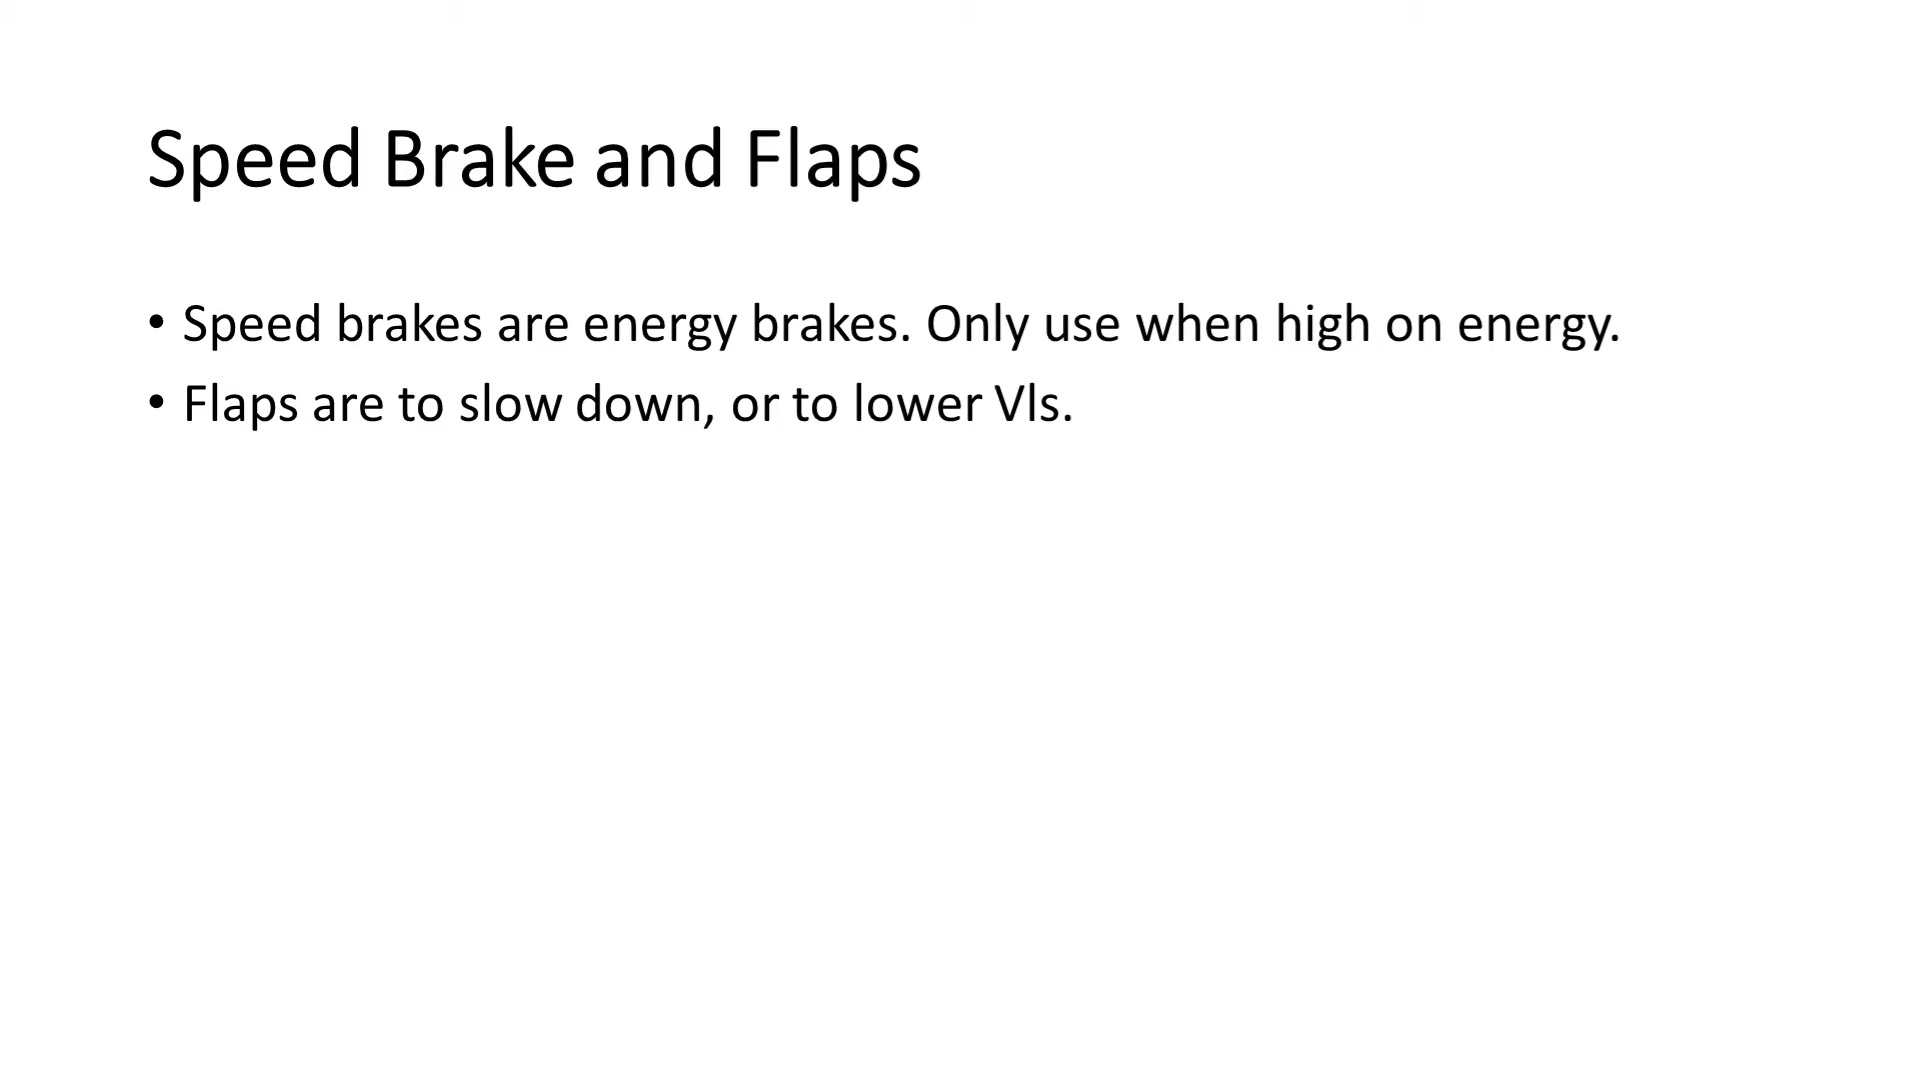 Speed Brake and Flaps
• Speed brakes are energy brakes. Only use when high on energy.
• Flaps are to slow down, or to lower Vls.